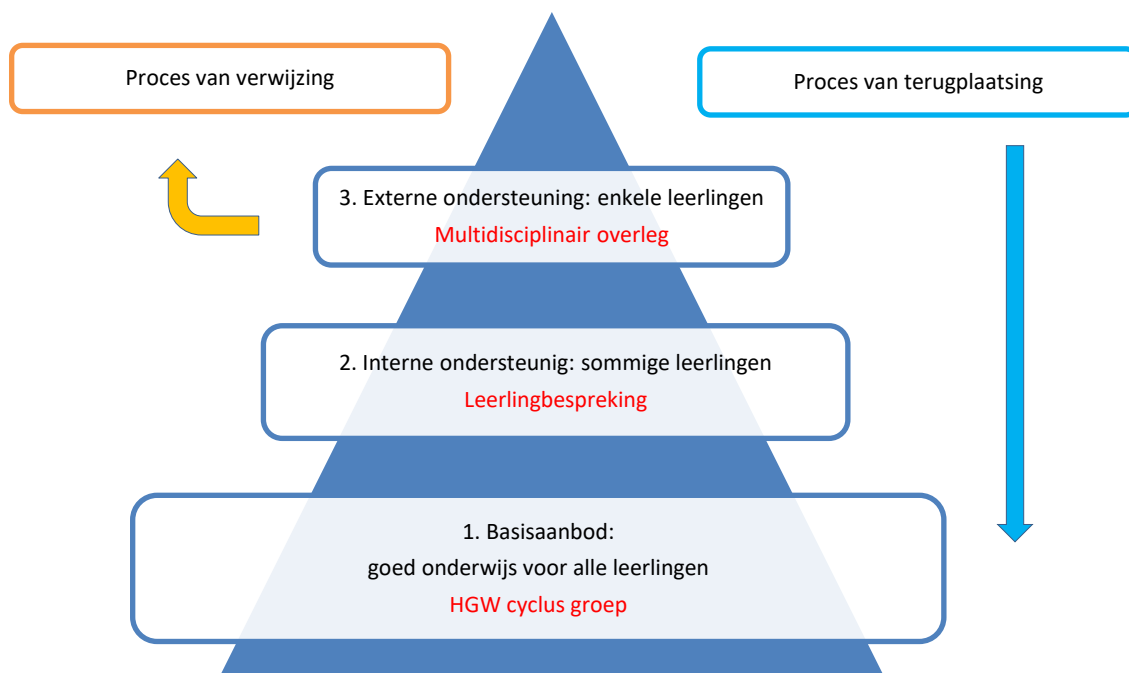 Proces van verwijzing
Proces van terugplaatsing
3. Externe ondersteuning: enkele leerlingen
Multidisciplinair overleg
2. Interne ondersteunig: sommige leerlingen
Leerlingbespreking
1. Basisaanbod:
goed onderwijs voor alle leerlingen
HGW cyclus groep